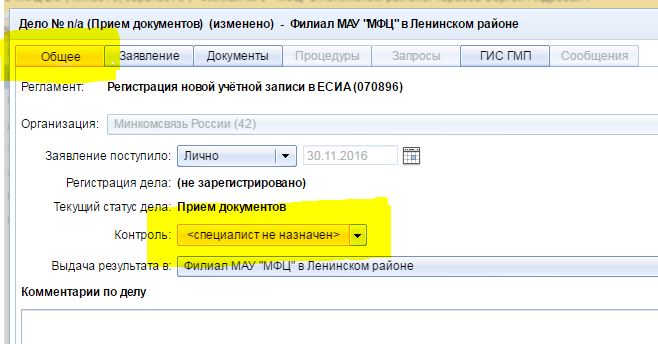 Дело № n/a (Прием документов) (изменено) - Филиал МАУ "МФЦ" в Ленинском районе
Общее Заявление Документы Процедуры Запросы ГИС ГМП Сообщения
Регламент: Регистрация новой учётной записи в ЕСИА (070896)
Организация: Минкомсвязь России (42)
Заявление поступило: Лично 30.11.2016
Регистрация дела: (не зарегистрировано)
Текущий статус дела: Прием документов
Контроль: <специалист не назначен>
Выдача результата в: Филиал МАУ "МФЦ" в Ленинском районе
Комментарии по делу